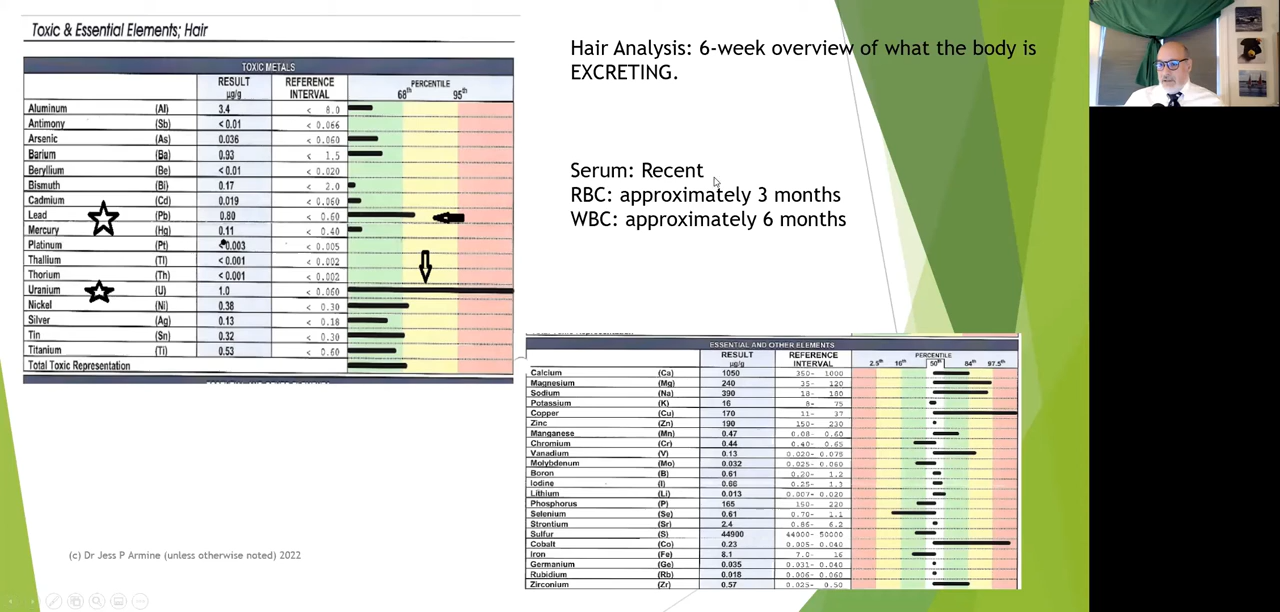 Toxic & Essential Elements; Hair
TOXIC METALS
RESULT REFERENCE PERCENTILE
µg/g INTERVAL 68th 95th
Aluminum (Al) 3.4 < 8.0
Antimony (Sb) < 0.01 < 0.066
Arsenic (As) 0.036 < 0.060
Barium (Ba) 0.93 < 1.5
Beryllium (Be) < 0.01 < 0.020
Bismuth (Bi) 0.17 < 2.0
Cadmium (Cd) 0.019 < 0.060
Lead (Pb) 0.80 < 0.60
Mercury (Hg) 0.11 < 0.40
Platinum (Pt) 0.003 < 0.005
Thallium (Tl) < 0.001 < 0.002
Thorium (Th) < 0.001 < 0.002
Uranium (U) 1.0 < 0.060
Nickel (Ni) 0.38 < 0.30
Silver (Ag) 0.13 < 0.18
Tin (Sn) 0.32 < 0.30
Titanium (Ti) 0.53 < 0.60
Total Toxic Representation
Hair Analysis: 6-week overview of what the body is
EXCRETING.
Serum: Recent
RBC: approximately 3 months
WBC: approximately 6 months
ESSENTIAL AND OTHER ELEMENTS
RESULT REFERENCE PERCENTILE
µg/g INTERVAL 2.5th 16th 50th 84th 97.5th
Calcium (Ca) 1050 350- 1000
Magnesium (Mg) 240 35- 120
Sodium (Na) 390 18- 180
Potassium (K) 16 8- 75
Copper (Cu) 170 11- 37
Zinc (Zn) 190 150- 230
Manganese (Mn) 0.47 0.08- 0.60
Chromium (Cr) 0.44 0.40- 0.65
Vanadium (V) 0.13 0.020- 0.075
Molybdenum (Mo) 0.032 0.025- 0.060
Boron (B) 0.61 0.20- 1.2
Iodine (I) 0.66 0.25- 1.3
Lithium (Li) 0.013 0.007- 0.020
Phosphorus (P) 165 150- 220
Selenium (Se) 0.61 0.70- 1.1
Strontium (Sr) 2.4 0.86- 6.2
Sulfur (S) 44900 44000- 50000
Cobalt (Co) 0.23 0.005- 0.040
Iron (Fe) 8.1 7.0- 16
Germanium (Ge) 0.035 0.031- 0.040
Rubidium (Rb) 0.018 0.006- 0.060
Zirconium (Zr) 0.57 0.025- 0.50
(c) Dr Jess P Armine (unless otherwise noted) 2022